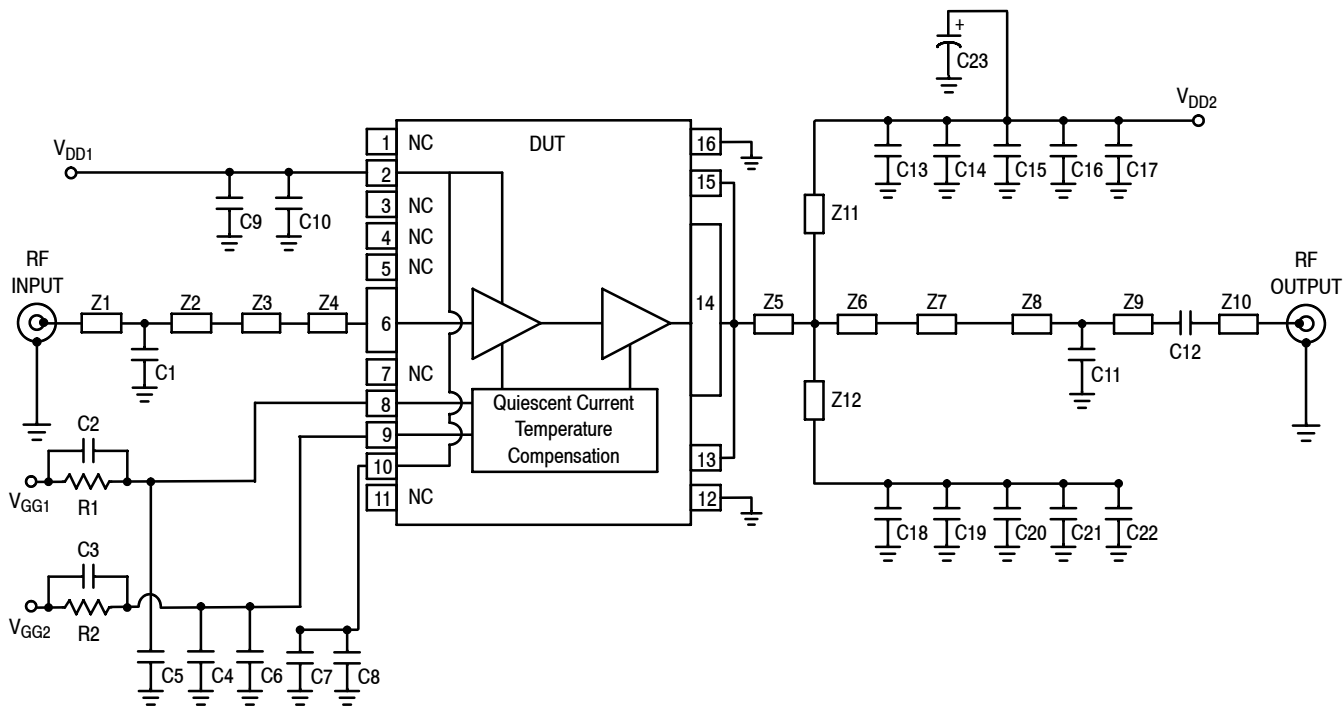 +
C23
VDD1
VDD2
1 NC
DUT
16
2
15
3 NC
4 NC
5 NC
C9
C10
C13
C14
C15
C16
C17
Z11
RF
INPUT
RF
OUTPUT
Z1
Z2
Z3
Z4
6
14
Z5
Z6
Z7
Z8
Z9
Z10
C1
C12
C11
7 NC
8
9
10
11 NC
Quiescent Current
Temperature
Compensation
13
12
Z12
C2
VGG1
R1
C18
C19
C20
C21
C22
C3
VGG2
R2
C5
C4
C6
C7
C8